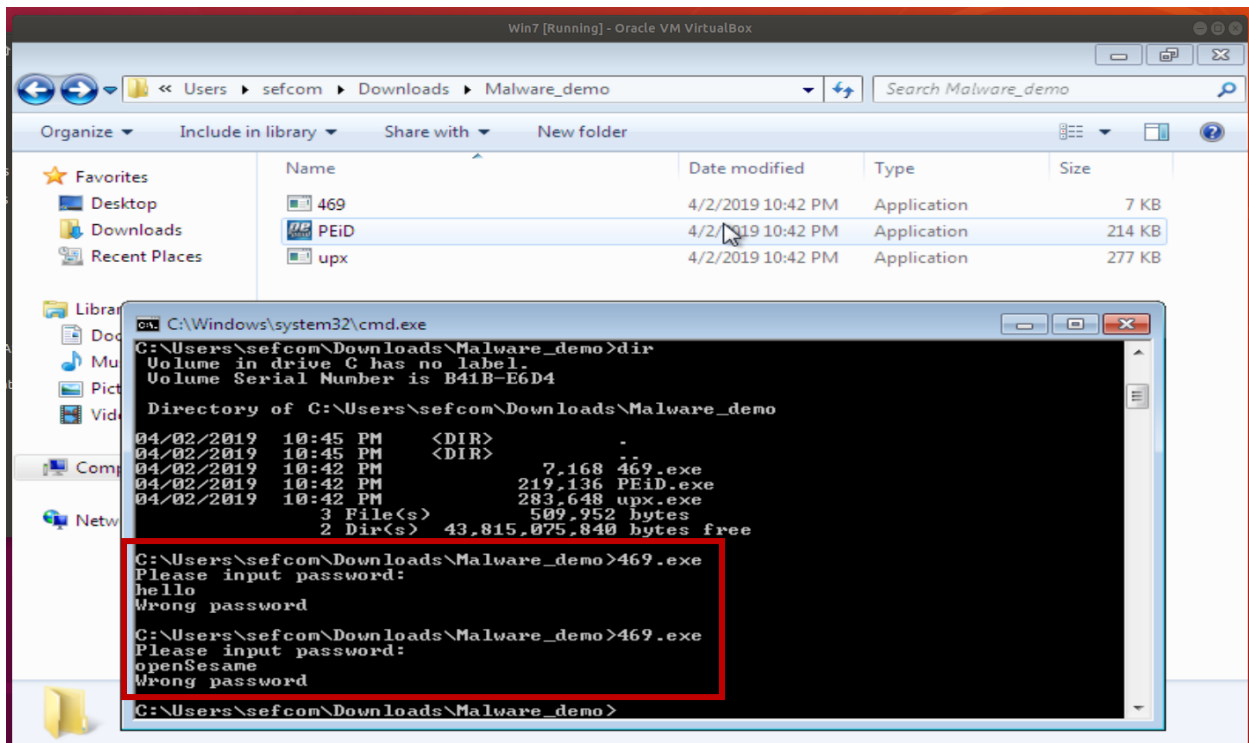 Win7 [Running] - Oracle VM VirtualBox
« Users ▸ sefcom ▸ Downloads ▸ Malware_demo
Search Malware_demo
Organize Include in library Share with New folder
Favorites
Desktop
Downloads
Recent Places
Name Date modified Type Size
469 4/2/2019 10:42 PM Application 7 KB
PEiD 4/2/2019 10:42 PM Application 214 KB
upx 4/2/2019 10:42 PM Application 277 KB
Librar
Doc
Mu
Pict
Vide
Comp
Netw
C:\Windows\system32\cmd.exe
C:\Users\sefcom\Downloads\Malware_demo>dir
Volume in drive C has no label.
Volume Serial Number is B41B-E6D4
Directory of C:\Users\sefcom\Downloads\Malware_demo
04/02/2019 10:45 PM <DIR> .
04/02/2019 10:45 PM <DIR> ..
04/02/2019 10:42 PM 7,168 469.exe
04/02/2019 10:42 PM 219,136 PEiD.exe
04/02/2019 10:42 PM 283,648 upx.exe
3 File(s) 509,952 bytes
2 Dir(s) 43,815,075,840 bytes free
C:\Users\sefcom\Downloads\Malware_demo>469.exe
Please input password:
hello
Wrong password
C:\Users\sefcom\Downloads\Malware_demo>469.exe
Please input password:
openSesame
Wrong password
C:\Users\sefcom\Downloads\Malware_demo>